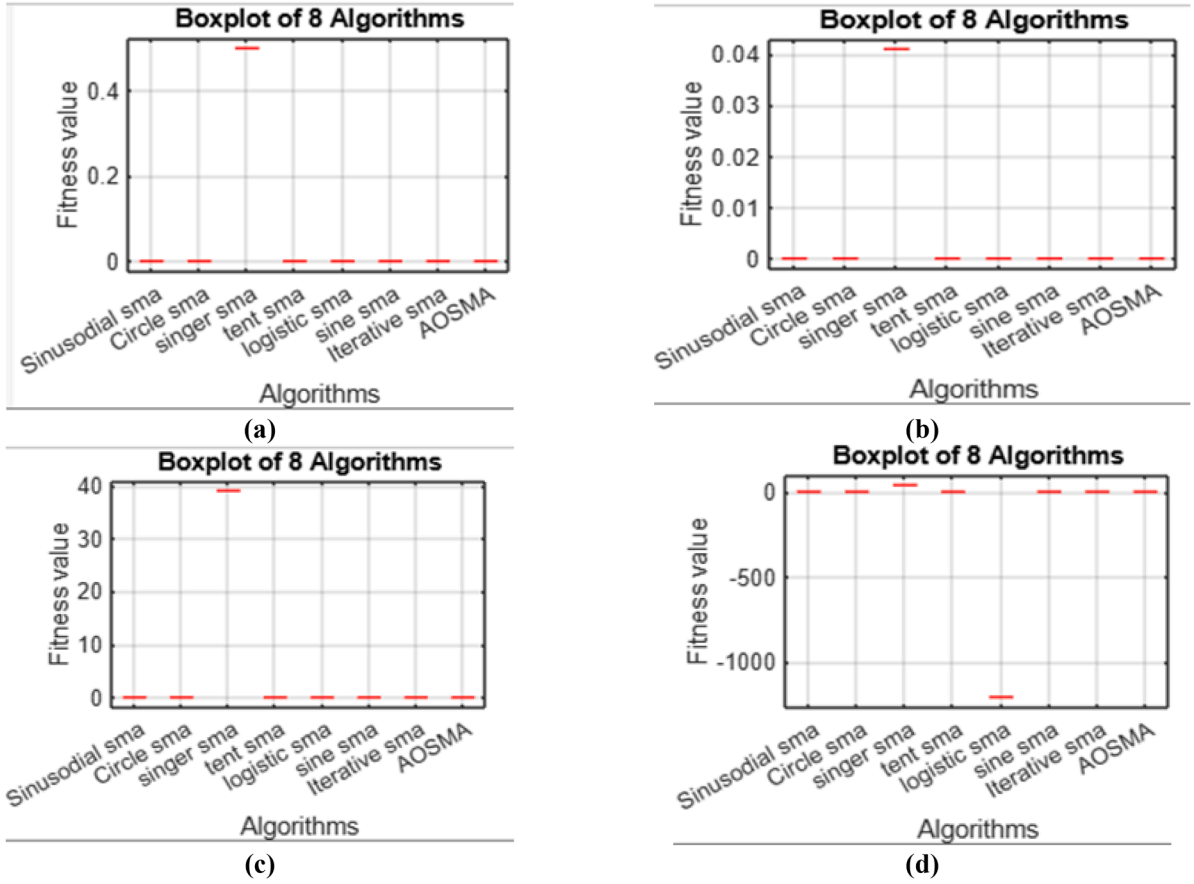 Boxplot of 8 Algorithms
Fitness value
0.4
0.2
0
Sinusodial sma
Circle sma
singer sma
tent sma
logistic sma
sine sma
Iterative sma
AOSMA
Algorithms
(a)
Boxplot of 8 Algorithms
Fitness value
0.04
0.03
0.02
0.01
0
Sinusodial sma
Circle sma
singer sma
tent sma
logistic sma
sine sma
Iterative sma
AOSMA
Algorithms
(b)
Boxplot of 8 Algorithms
Fitness value
40
30
20
10
0
Sinusodial sma
Circle sma
singer sma
tent sma
logistic sma
sine sma
Iterative sma
AOSMA
Algorithms
(c)
Boxplot of 8 Algorithms
Fitness value
0
-500
-1000
Sinusodial sma
Circle sma
singer sma
tent sma
logistic sma
sine sma
Iterative sma
AOSMA
Algorithms
(d)